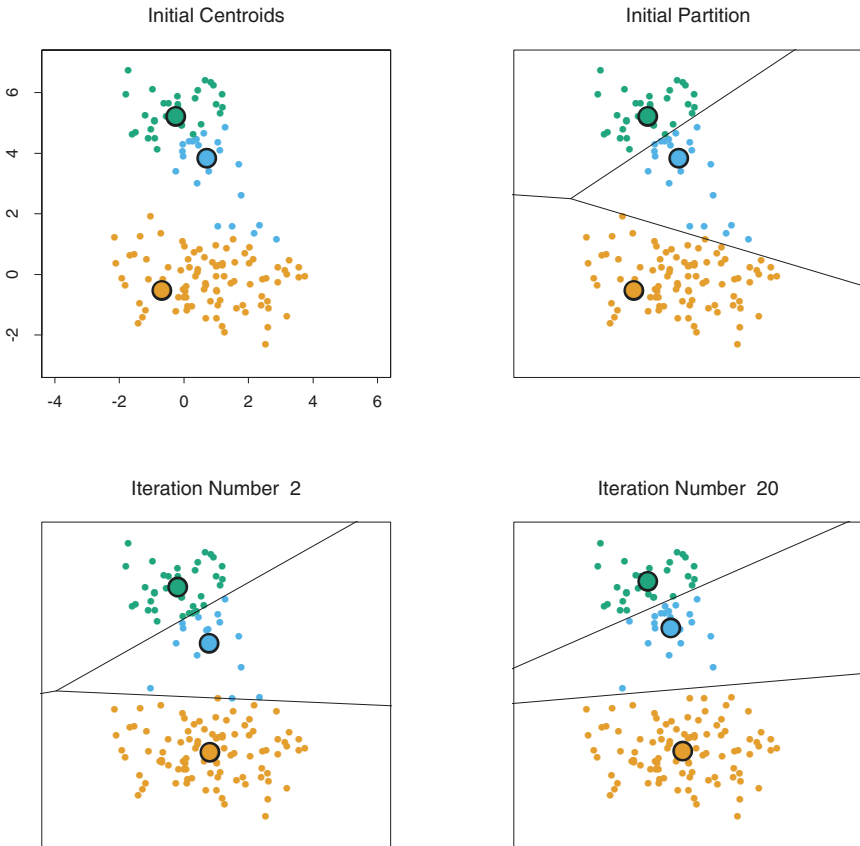 Initial Centroids
Initial Partition
6
4
2
0
-2
-4 -2 0 2 4 6
Iteration Number 2
Iteration Number 20